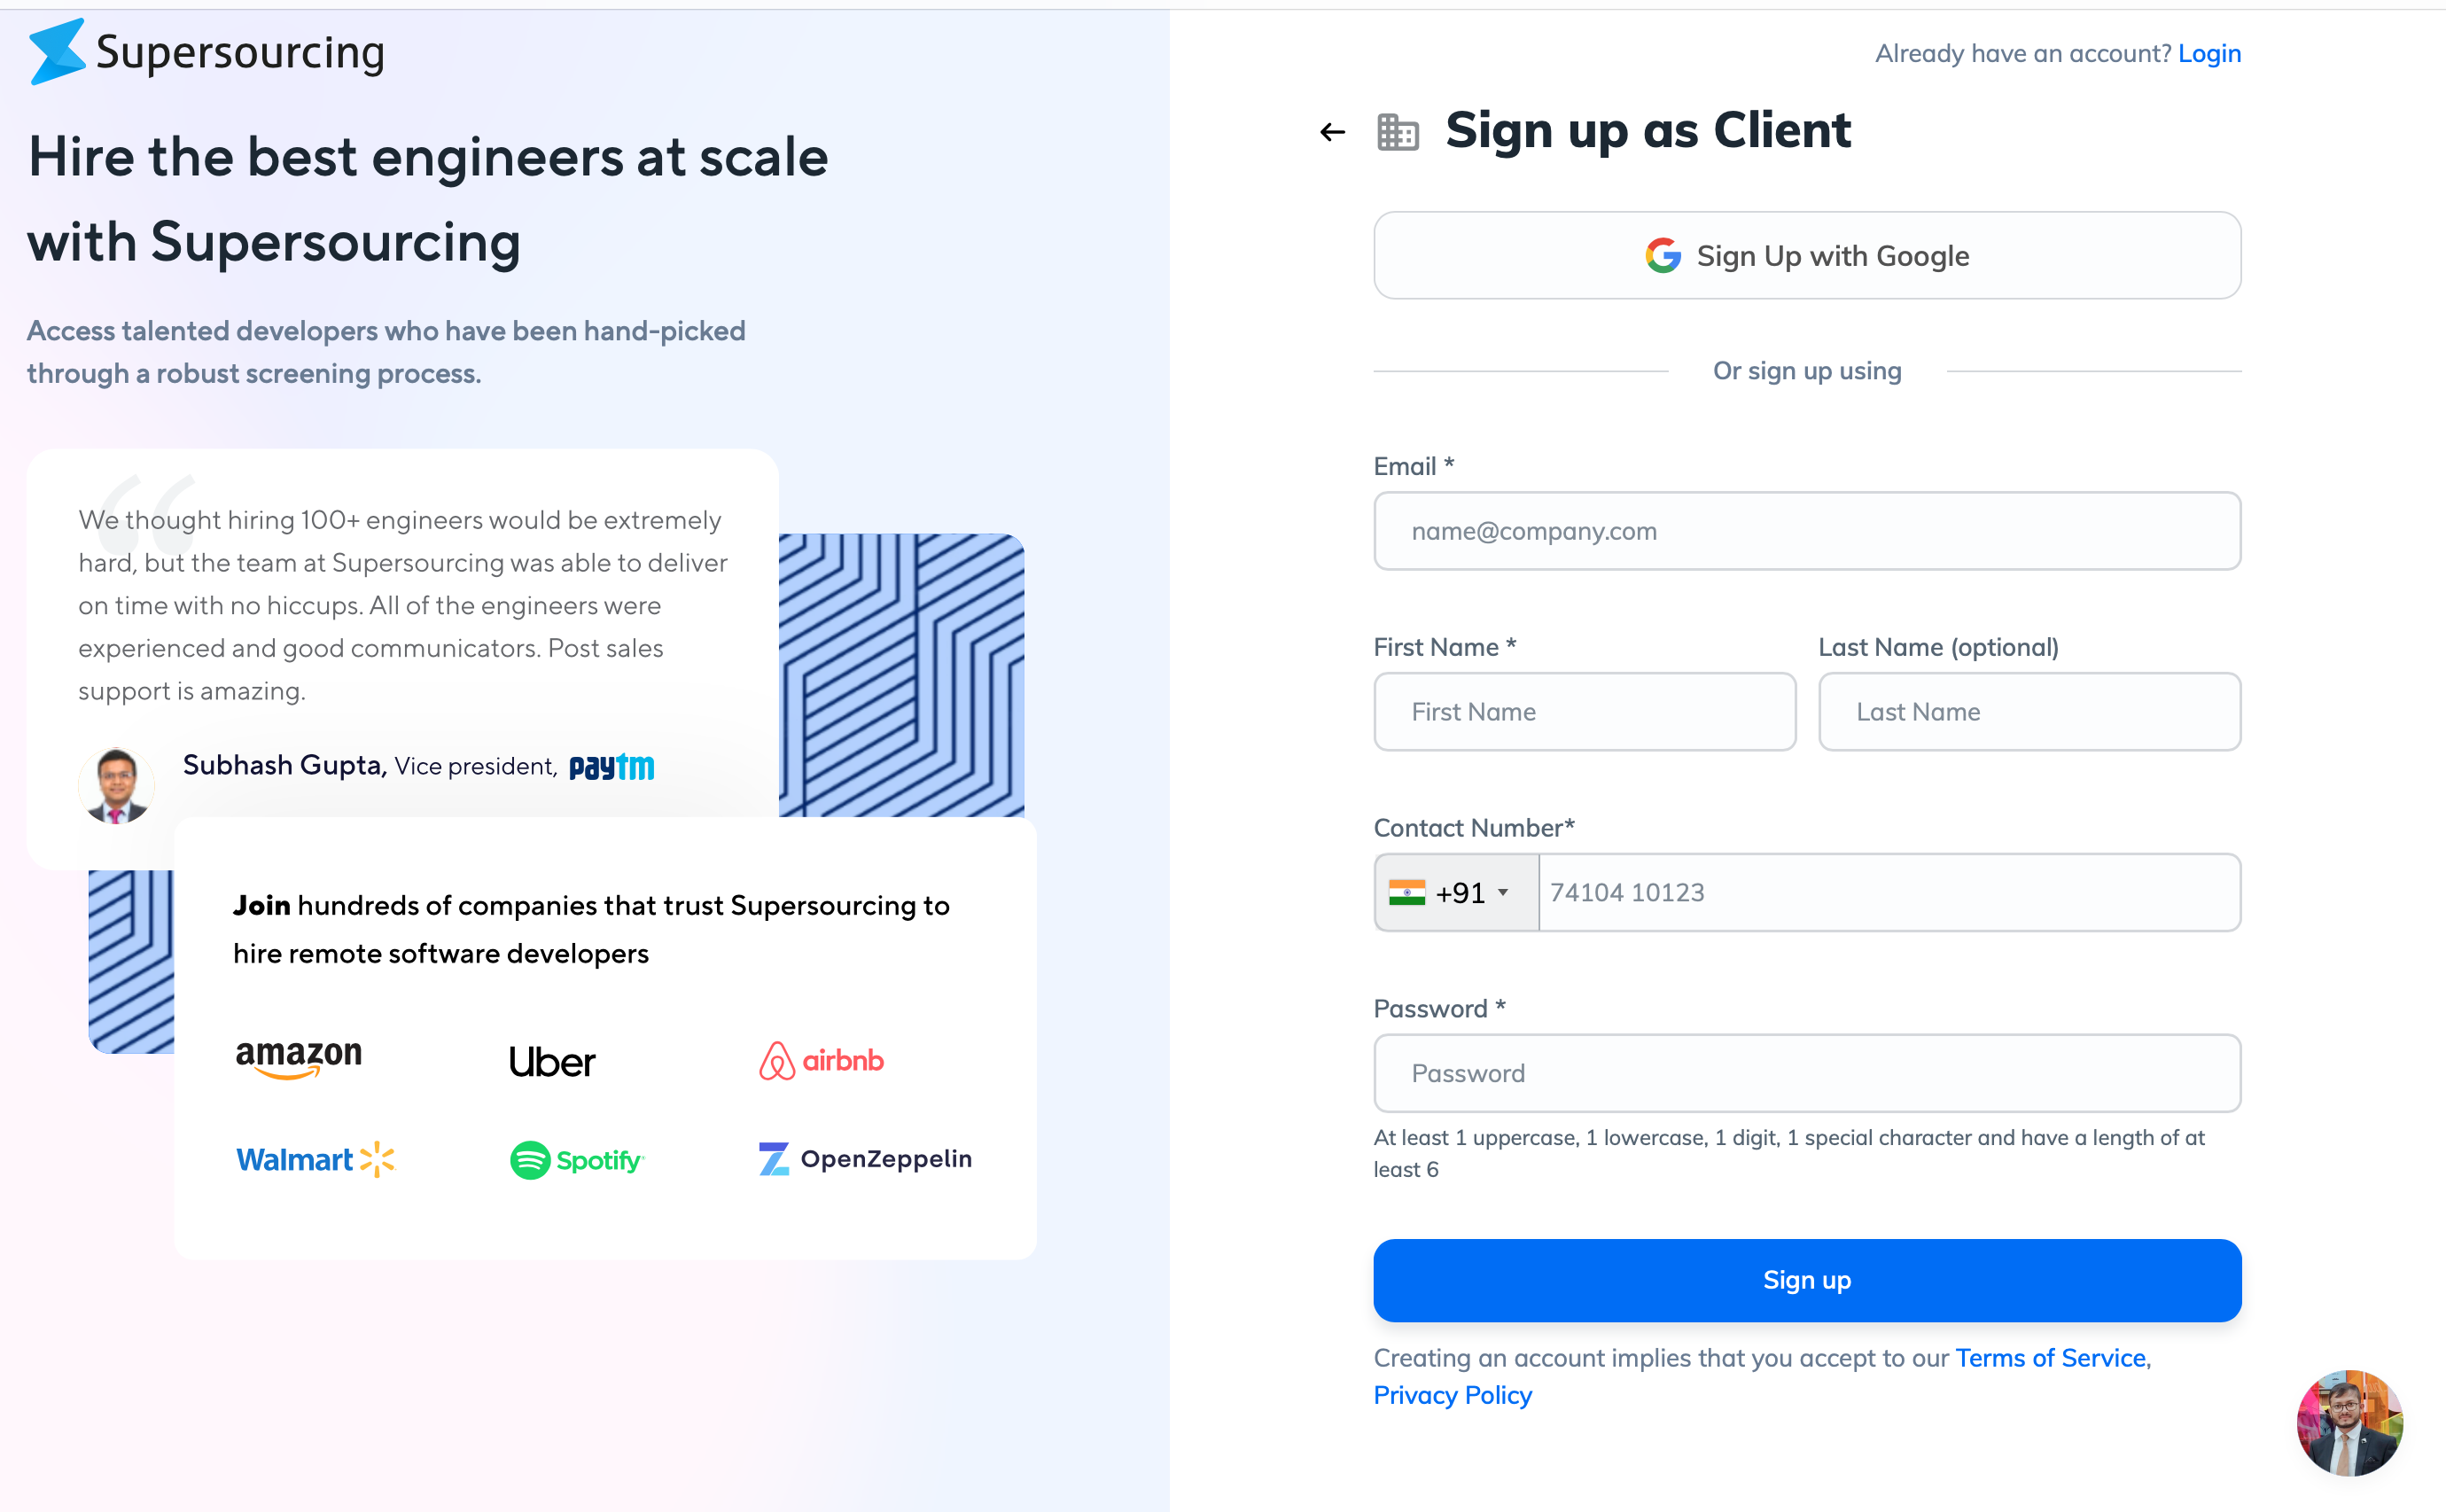 Supersourcing
Hire the best engineers at scale
with Supersourcing
Access talented developers who have been hand-picked
through a robust screening process.
We thought hiring 100+ engineers would be extremely
hard, but the team at Supersourcing was able to deliver
on time with no hiccups. All of the engineers were
experienced and good communicators. Post sales
support is amazing.
Subhash Gupta, Vice president, paytm
Join hundreds of companies that trust Supersourcing to
hire remote software developers
amazon Uber airbnb
Walmart Spotify OpenZeppelin
Already have an account? Login
Sign up as Client
Sign Up with Google
Or sign up using
Email *
name@company.com
First Name * Last Name (optional)
First Name Last Name
Contact Number*
+91 74104 10123
Password *
Password
At least 1 uppercase, 1 lowercase, 1 digit, 1 special character and have a length of at
least 6
Sign up
Creating an account implies that you accept to our Terms of Service,
Privacy Policy